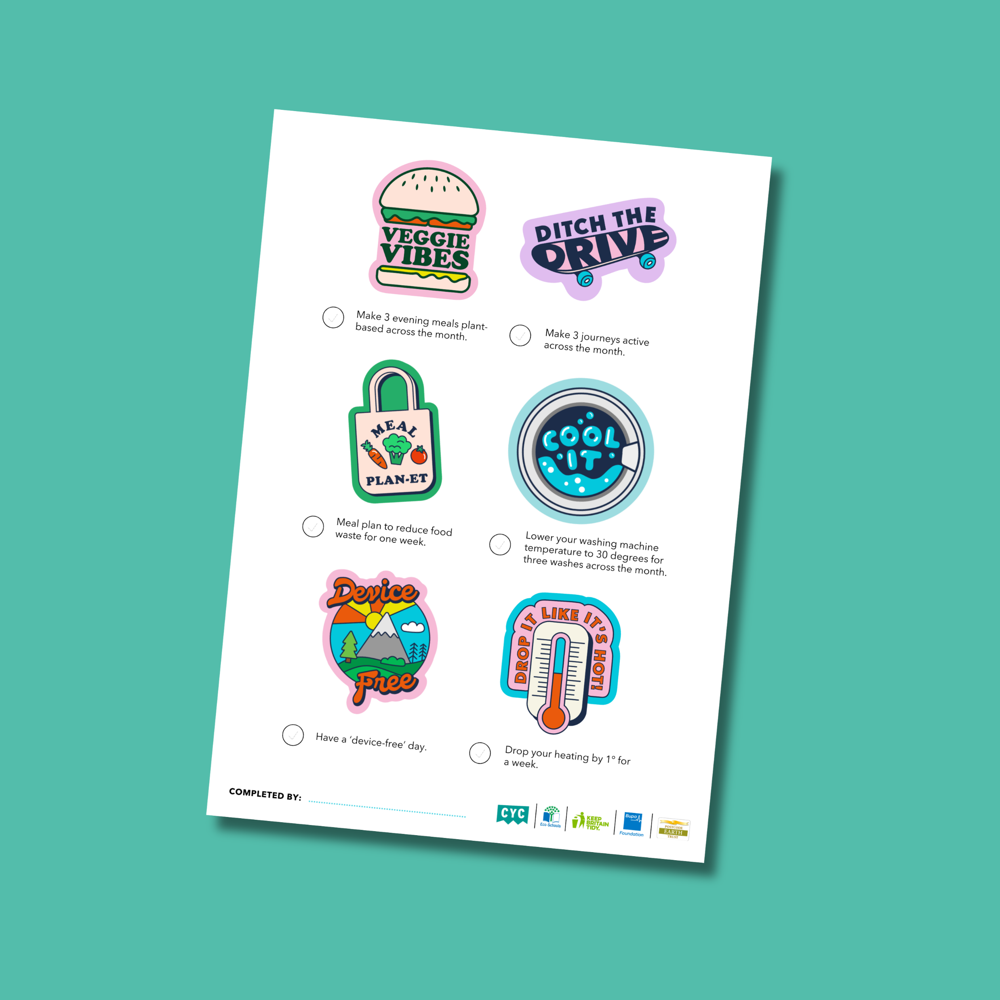 VEGGIE
VIBES
DITCH THE
DRIVE
Make 3 evening meals plant-
based across the month.
Make 3 journeys active
across the month.
MEAL
PLAN-ET
COOL
IT
Meal plan to reduce food
waste for one week.
Lower your washing machine
temperature to 30 degrees for
three washes across the month.
Device
Free
DROP IT LIKE IT'S HOT!
Have a ‘device-free’ day.
Drop your heating by 1° for
a week.
COMPLETED BY:
CYC
Eco-Schools
KEEP
BRITAIN
TIDY.
Bupa
Foundation
POSTCODE
EARTH
TRUST